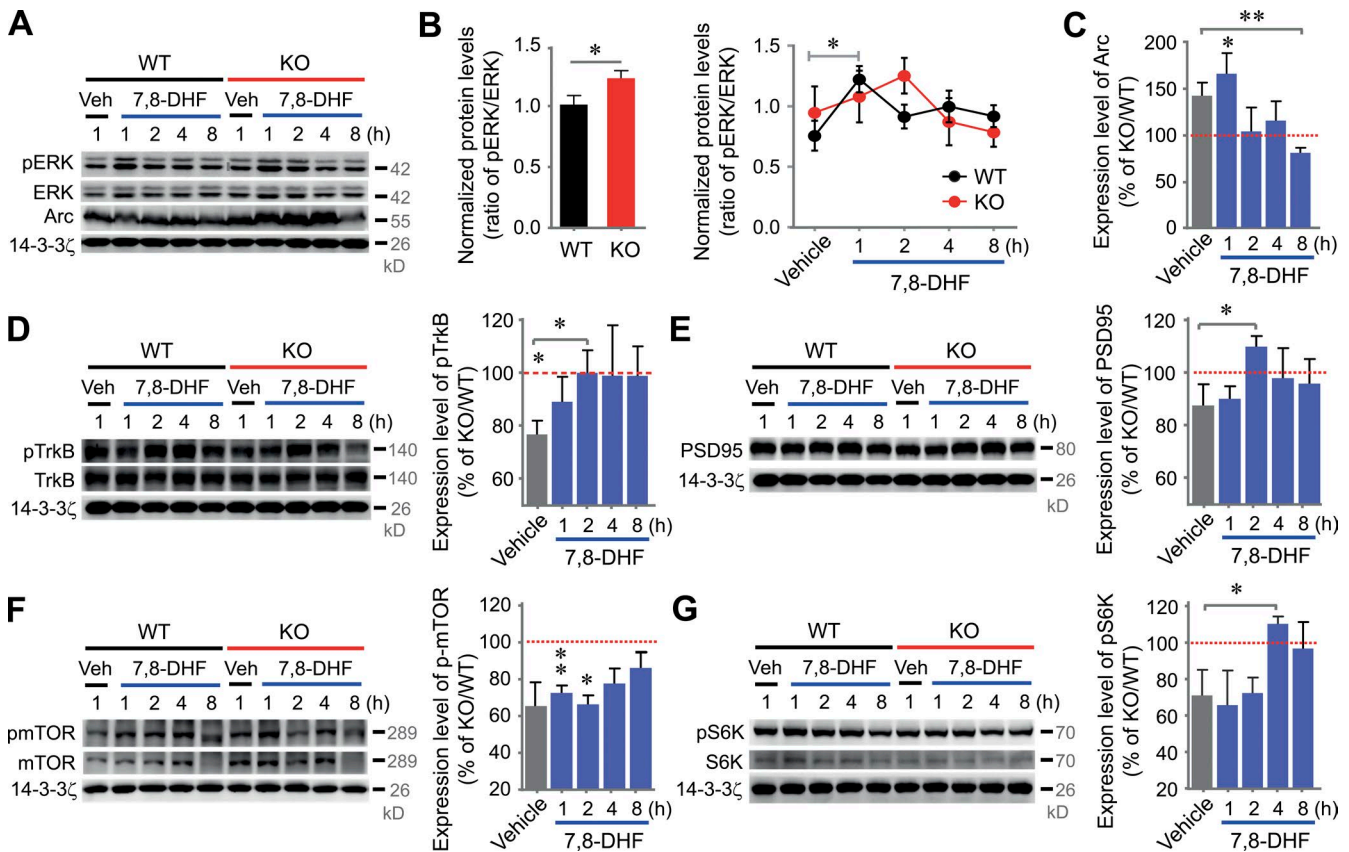 A
WT KO
Veh 7,8-DHF Veh 7,8-DHF
1 1 2 4 8 1 1 2 4 8 (h)
pERK 42
ERK 42
Arc 55
14-3-3ζ 26
kD
B
Normalized protein levels
(ratio of pERK/ERK)
1.5
1.0
0.5
0.0
*
WT KO
Normalized protein levels
(ratio of pERK/ERK)
1.5
1.0
0.5
0.0
*
WT
KO
Vehicle 1 2 4 8 (h)
7,8-DHF
C
Expression level of Arc
(% of KO/WT)
200
150
100
50
0
**
*
Vehicle 1 2 4 8 (h)
7,8-DHF
D
WT KO
Veh 7,8-DHF Veh 7,8-DHF
1 1 2 4 8 1 1 2 4 8 (h)
pTrkB 140
TrkB 140
14-3-3ζ 26
kD
Expression level of pTrkB
(% of KO/WT)
120
100
80
60
*
*
Vehicle 1 2 4 8 (h)
7,8-DHF
E
WT KO
Veh 7,8-DHF Veh 7,8-DHF
1 1 2 4 8 1 1 2 4 8 (h)
PSD95 80
14-3-3ζ 26
kD
Expression level of PSD95
(% of KO/WT)
120
100
80
60
*
Vehicle 1 2 4 8 (h)
7,8-DHF
F
WT KO
Veh 7,8-DHF Veh 7,8-DHF
1 1 2 4 8 1 1 2 4 8 (h)
pmTOR 289
mTOR 289
14-3-3ζ 26
kD
Expression level of p-mTOR
(% of KO/WT)
120
100
80
60
40
20
**
*
Vehicle 1 2 4 8 (h)
7,8-DHF
G
WT KO
Veh 7,8-DHF Veh 7,8-DHF
1 1 2 4 8 1 1 2 4 8 (h)
pS6K 70
S6K 70
14-3-3ζ 26
kD
Expression level of pS6K
(% of KO/WT)
120
100
80
60
40
20
*
Vehicle 1 2 4 8 (h)
7,8-DHF